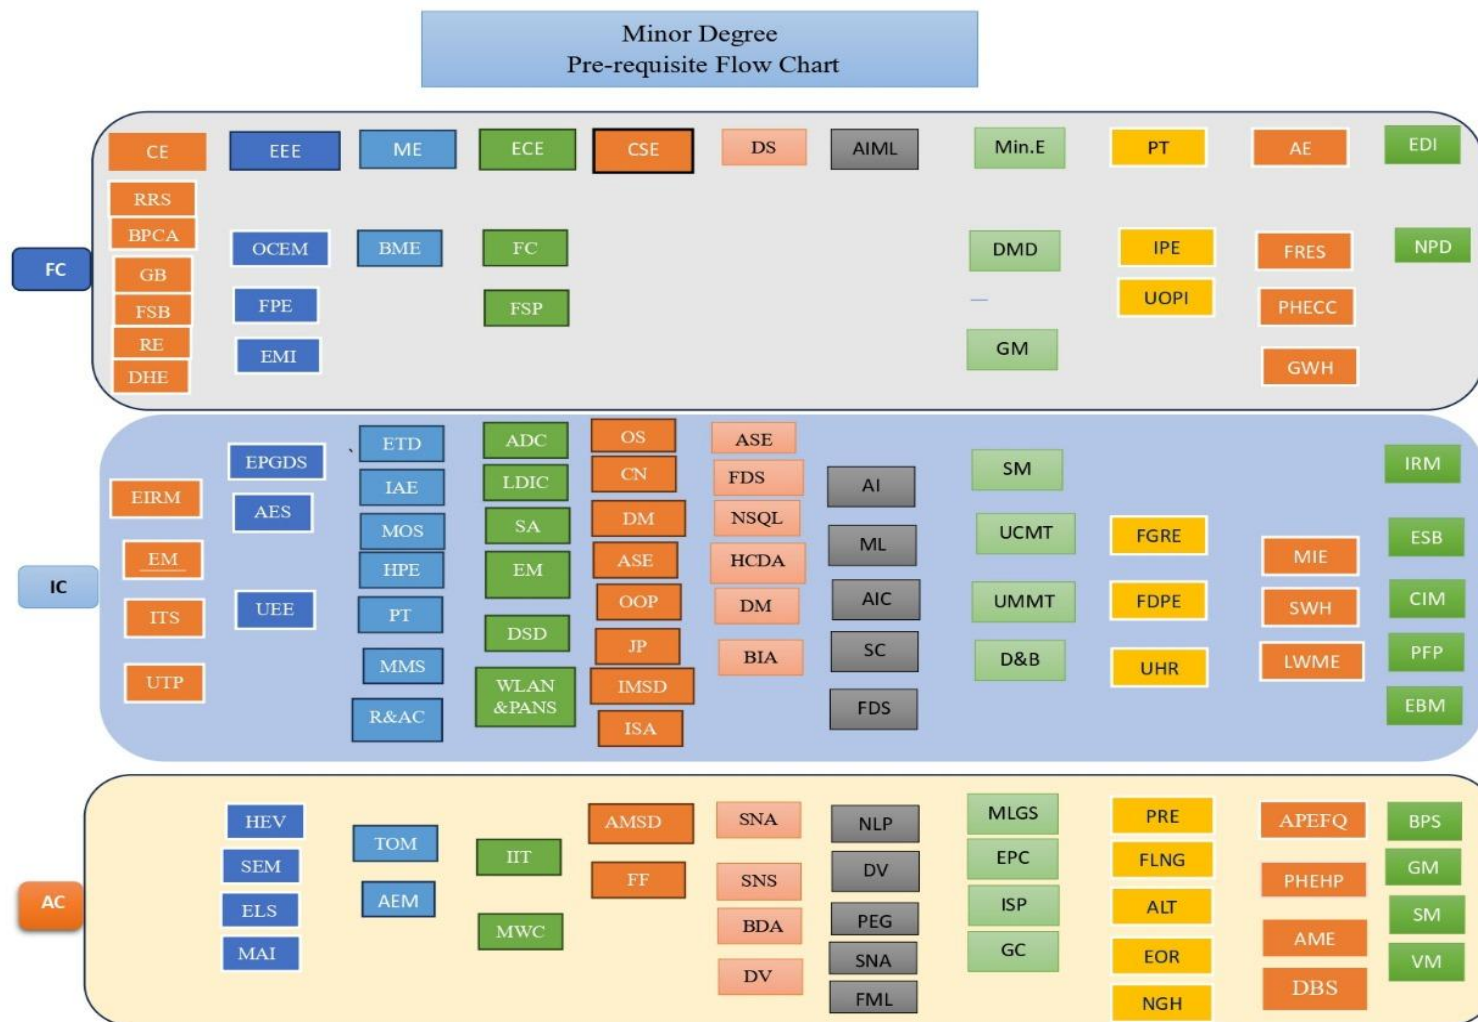 Minor Degree
Pre-requisite Flow Chart
CE EEE ME ECE CSE DS AIML Min.E PT AE EDI
RRS
BPCA OCEM BME FC DMD IPE FRES NPD
FC
GB
FSB FPE FSP — UOPI PHECC
RE EMI GM
DHE GWH
ETD ADC OS ASE
EPGDS IAE LDIC CN FDS AI SM IRM
EIRM AES MOS SA DM NSQL
EM HPE EM ASE HCDA ML UCMT FGRE MIE ESB
IC
ITS UEE PT DSD OOP DM AIC UMMT FDPE SWH CIM
UTP MMS JP BIA SC D&B UHR LWME PFP
WLAN
&PANS
IMSD
R&AC ISA FDS EBM
HEV TOM AMSD SNA NLP MLGS PRE APEFQ BPS
SEM IIT FF SNS DV EPC FLNG PHEHP GM
AC
ELS AEM MWC BDA PEG ISP ALT AME SM
MAI DV SNA GC EOR DBS VM
FML NGH